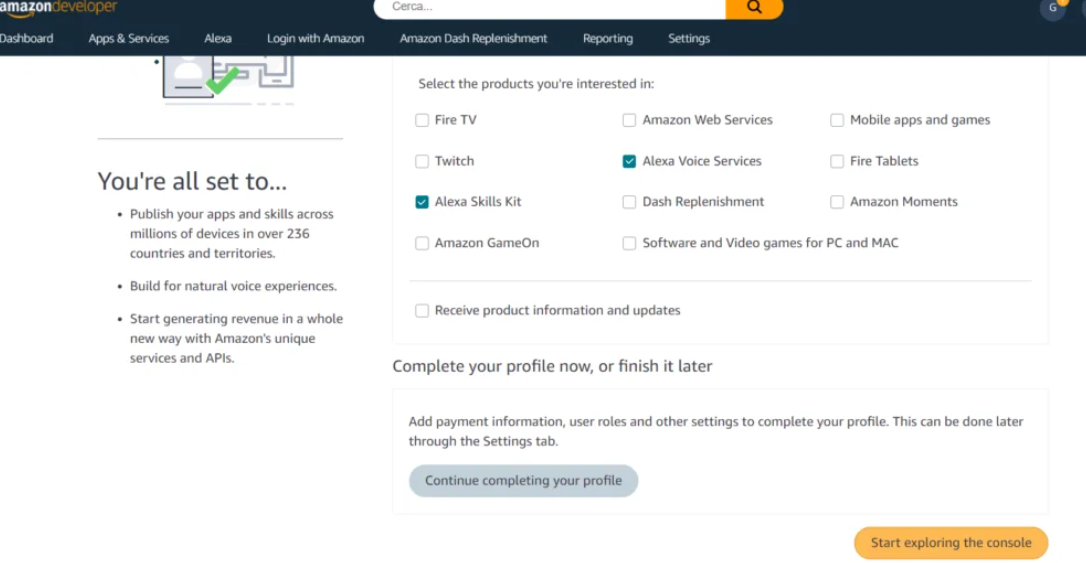 amazondeveloper
Cerca...
G
Dashboard Apps & Services Alexa Login with Amazon Amazon Dash Replenishment Reporting Settings
Select the products you're interested in:
Fire TV Amazon Web Services Mobile apps and games
Twitch Alexa Voice Services Fire Tablets
Alexa Skills Kit Dash Replenishment Amazon Moments
Amazon GameOn Software and Video games for PC and MAC
Receive product information and updates
You're all set to...
• Publish your apps and skills across
millions of devices in over 236
countries and territories.
• Build for natural voice experiences.
• Start generating revenue in a whole
new way with Amazon's unique
services and APIs.
Complete your profile now, or finish it later
Add payment information, user roles and other settings to complete your profile. This can be done later
through the Settings tab.
Continue completing your profile
Start exploring the console